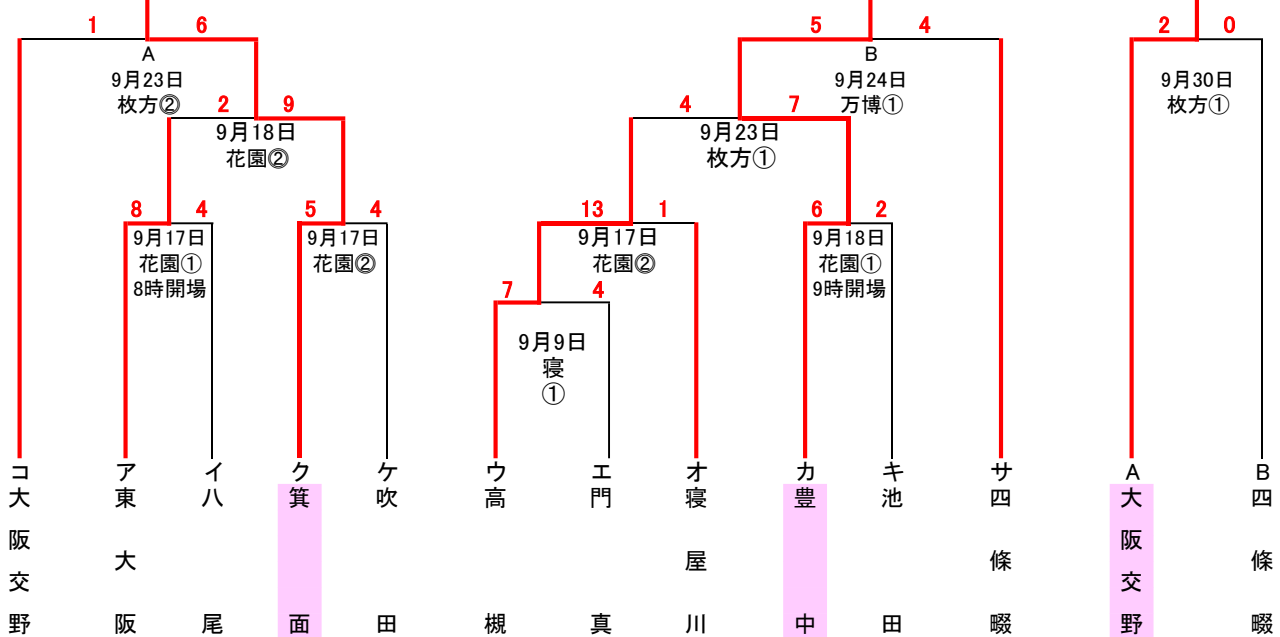 1 6 5 4 2 0
A B
9月23日 9月24日 9月30日
枚方② 万博① 枚方①
2 9 4 7
9月18日 9月23日
花園② 枚方①
8 4 5 4 13 1 6 2
9月17日 9月17日 9月17日 9月18日
花園① 花園② 花園② 花園①
8時開場 9時開場
7 4
9月9日
寝
①
コ ア イ ク ケ ウ エ オ カ キ サ A B
大阪交野
東大阪
八尾
箕面
吹田
高槻
門真
寝屋川
豊中
池田
四條畷
大阪交野
四條畷